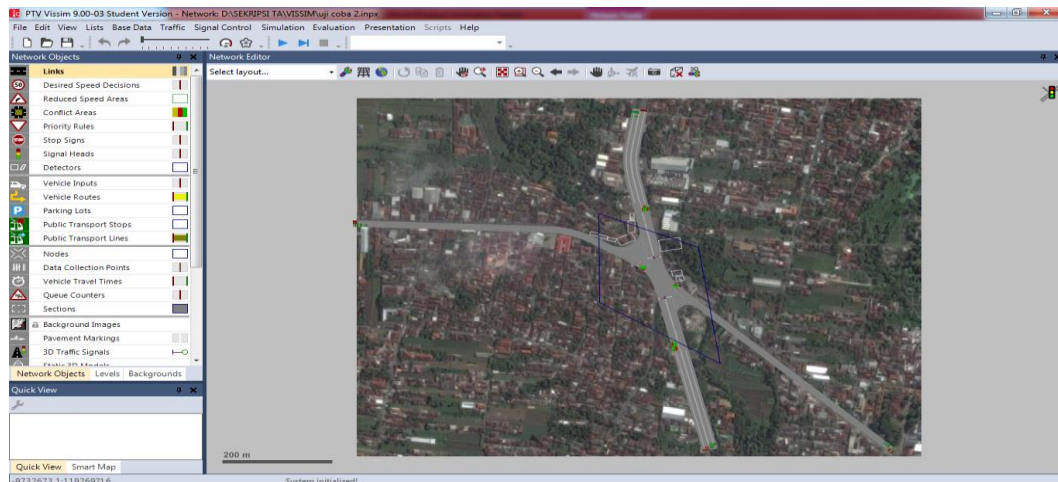 PTV Vissim 9.00-03 Student Version - Network: D:\SEKRIPSI TA\VISSIM\uji coba 2.inpx
File Edit View Lists Base Data Traffic Signal Control Simulation Evaluation Presentation Scripts Help
Network Objects
Network Editor
Select layout...
Links
Desired Speed Decisions
Reduced Speed Areas
Conflict Areas
Priority Rules
Stop Signs
Signal Heads
Detectors
Vehicle Inputs
Vehicle Routes
Parking Lots
Public Transport Stops
Public Transport Lines
Nodes
Data Collection Points
Vehicle Travel Times
Queue Counters
Sections
Background Images
Pavement Markings
3D Traffic Signals
Static 3D Models
Network Objects Levels Backgrounds
Quick View
200 m
Quick View Smart Map
System initialized!